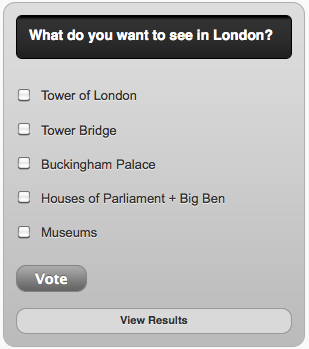 What do you want to see in London?
Tower of London
Tower Bridge
Buckingham Palace
Houses of Parliament + Big Ben
Museums
Vote
View Results